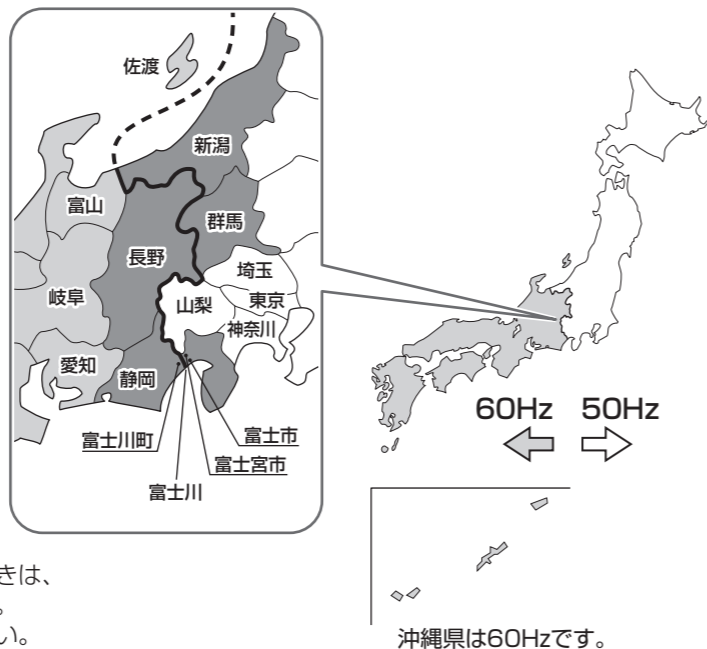 佐渡
新潟
富山
群馬
長野
埼玉
岐阜
山梨
東京
神奈川
愛知
静岡
富士川町
富士市
富士宮市
富士川
60Hz 50Hz
きは、
。
い。
沖縄県は60Hzです。